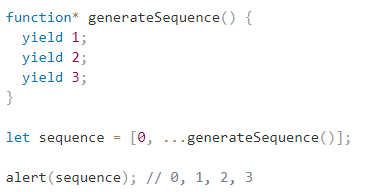 function* generateSequence() {
  yield 1;
  yield 2;
  yield 3;
}
let sequence = [0, ...generateSequence()];
alert(sequence); // 0, 1, 2, 3